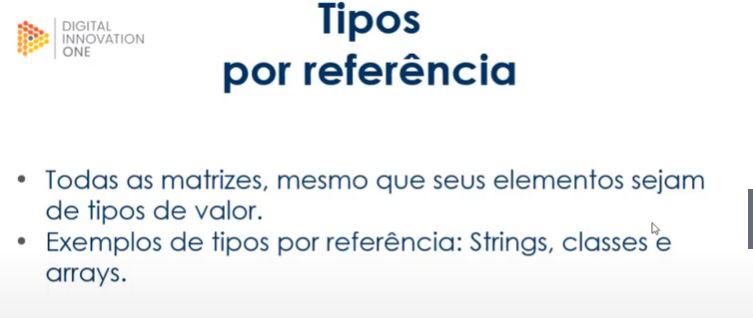 DIGITAL
INNOVATION
ONE
Tipos
por referência
• Todas as matrizes, mesmo que seus elementos sejam
de tipos de valor.
• Exemplos de tipos por referência: Strings, classes e
arrays.